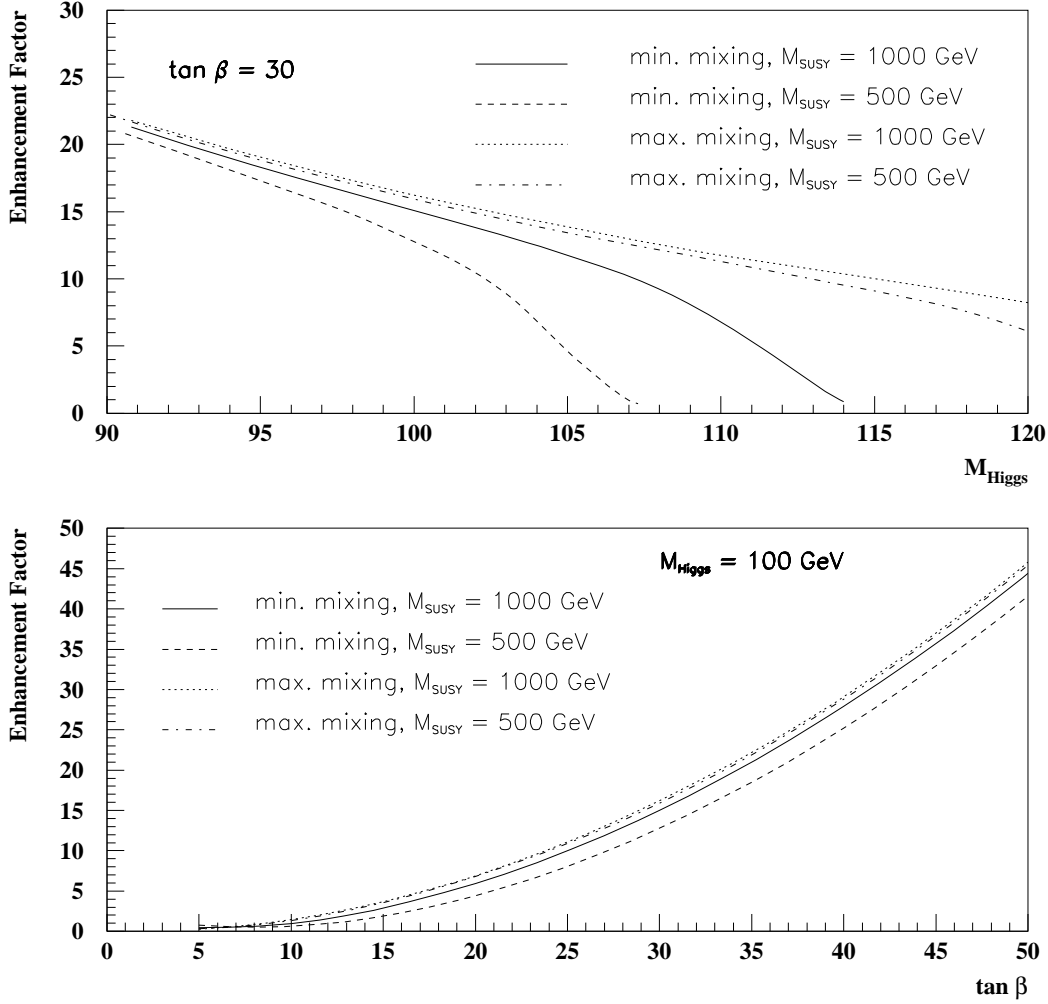 Enhancement Factor
30
25
20
15
10
5
0
tan β = 30
min. mixing, M_SUSY = 1000 GeV
min. mixing, M_SUSY = 500 GeV
max. mixing, M_SUSY = 1000 GeV
max. mixing, M_SUSY = 500 GeV
90 95 100 105 110 115 120
M_Higgs
Enhancement Factor
50
45
40
35
30
25
20
15
10
5
0
M_Higgs = 100 GeV
min. mixing, M_SUSY = 1000 GeV
min. mixing, M_SUSY = 500 GeV
max. mixing, M_SUSY = 1000 GeV
max. mixing, M_SUSY = 500 GeV
0 5 10 15 20 25 30 35 40 45 50
tan β